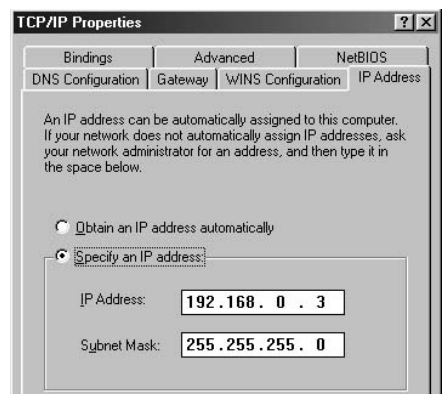 TCP/IP Properties
Bindings Advanced NetBIOS
DNS Configuration Gateway WINS Configuration IP Address
An IP address can be automatically assigned to this computer.
If your network does not automatically assign IP addresses, ask
your network administrator for an address, and then type it in
the space below.
Obtain an IP address automatically
Specify an IP address:
IP Address: 192.168. 0 . 3
Subnet Mask: 255.255.255. 0